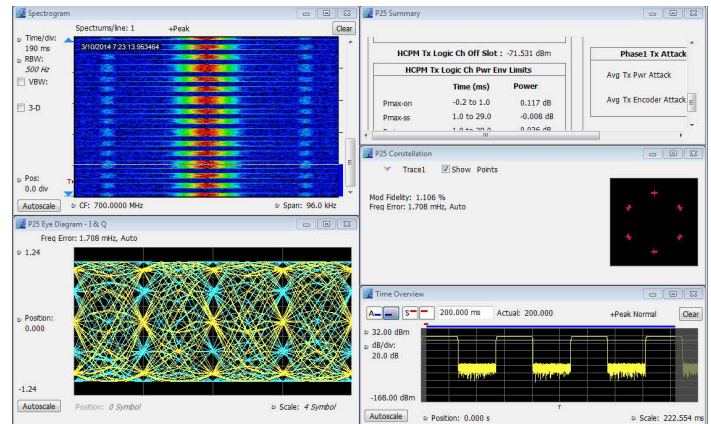 Spectrogram
Spectrums/line: 1
+Peak
Clear
Time/div:
190 ms
RBW:
500 Hz
VBW:
3-D
Pos:
0.0 div
3/10/2014 7:23:13.953464
T
Autoscale
CF: 700.0000 MHz
Span: 96.0 kHz
P25 Eye Diagram - I & Q
Freq Error: 1.708 mHz, Auto
1.24
Position:
0.000
-1.24
Autoscale
Position: 0 Symbol
Scale: 4 Symbol
P25 Summary
HCPM Tx Logic Ch Off Slot : -71.531 dBm
HCPM Tx Logic Ch Pwr Env Limits
Time (ms) Power
Pmax-on -0.2 to 1.0 0.117 dB
Pmax-ss 1.0 to 29.0 -0.008 dB
1.0 to 29.0 0.026 dB
Phase1 Tx Attack
Avg Tx Pwr Attack
Avg Tx Encoder Attack
P25 Constellation
Trace1
Show Points
Mod Fidelity: 1.106 %
Freq Error: 1.708 mHz, Auto
Time Overview
A
S
200.000 ms
Actual: 200.000
+Peak Normal
Clear
32.00 dBm
dB/div:
20.0 dB
-168.00 dBm
T
Autoscale
Position: 0.000 s
Scale: 222.554 ms